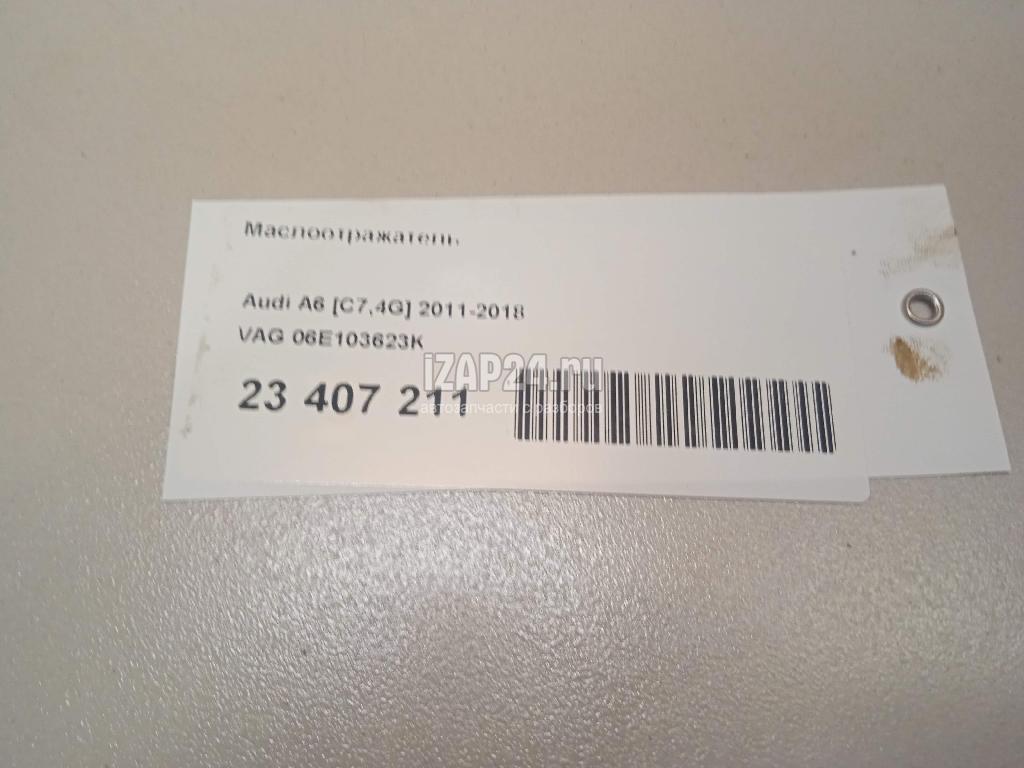 Маслоотражатель
Audi A6 [C7,4G] 2011-2018
VAG 06E103623K
23 407 211
iZAP24.ru
автозапчасти с разборов